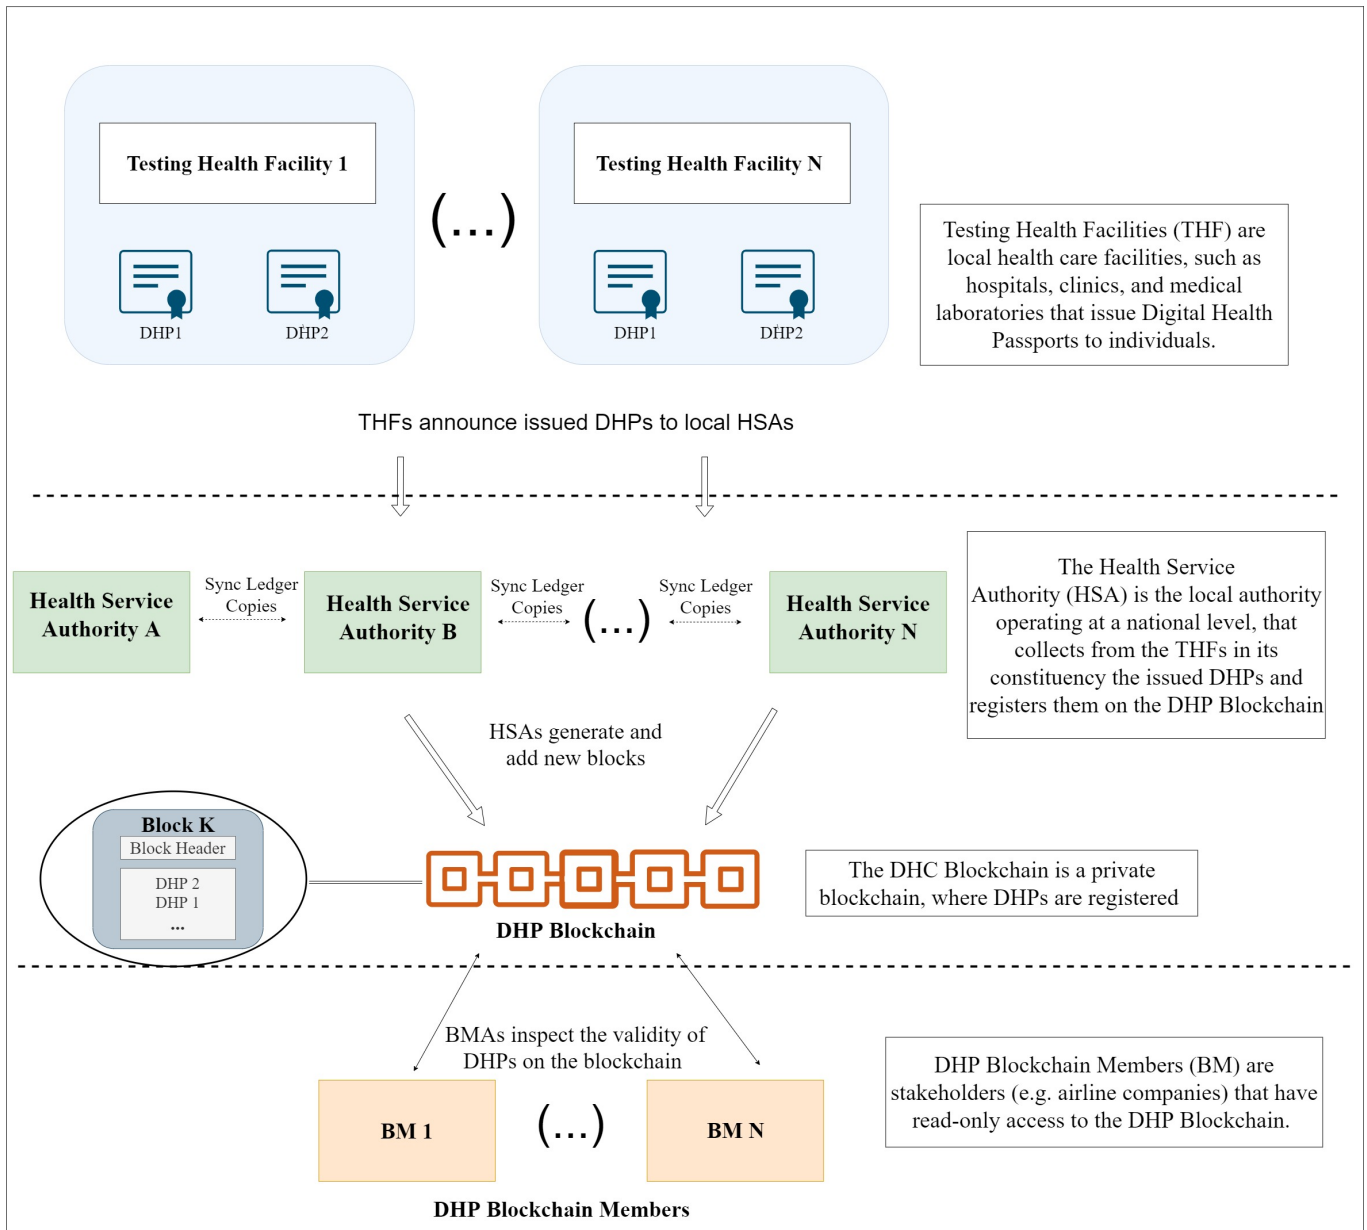 Testing Health Facility 1
DHP1
DHP2
(...)
Testing Health Facility N
DHP1
DHP2
Testing Health Facilities (THF) are
local health care facilities, such as
hospitals, clinics, and medical
laboratories that issue Digital Health
Passports to individuals.
THFs announce issued DHPs to local HSAs
Health Service
Authority A
Sync Ledger
Copies
Health Service
Authority B
Sync Ledger
Copies
(...)
Sync Ledger
Copies
Health Service
Authority N
The Health Service
Authority (HSA) is the local authority
operating at a national level, that
collects from the THFs in its
constituency the issued DHPs and
registers them on the DHP Blockchain
HSAs generate and
add new blocks
Block K
Block Header
DHP 2
DHP 1
...
DHP Blockchain
The DHC Blockchain is a private
blockchain, where DHPs are registered
BMAs inspect the validity of
DHPs on the blockchain
BM 1
(...)
BM N
DHP Blockchain Members
DHP Blockchain Members (BM) are
stakeholders (e.g. airline companies) that have
read-only access to the DHP Blockchain.